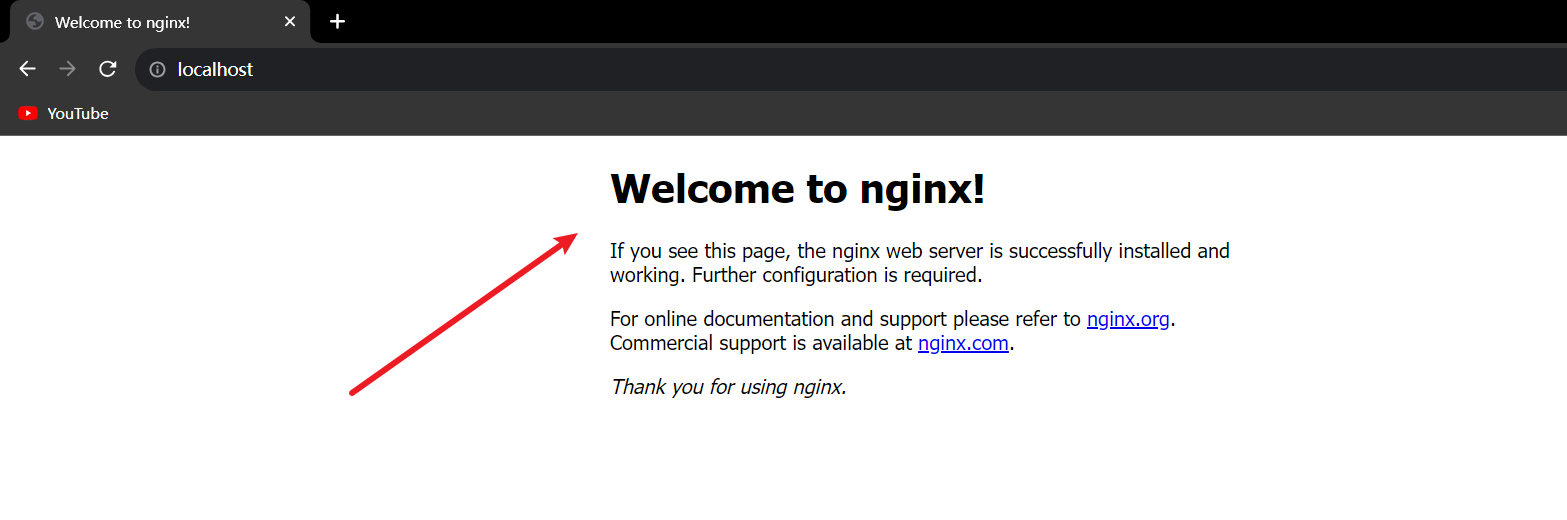 Welcome to nginx!
localhost
YouTube
Welcome to nginx!
If you see this page, the nginx web server is successfully installed and
working. Further configuration is required.
For online documentation and support please refer to nginx.org.
Commercial support is available at nginx.com.
Thank you for using nginx.